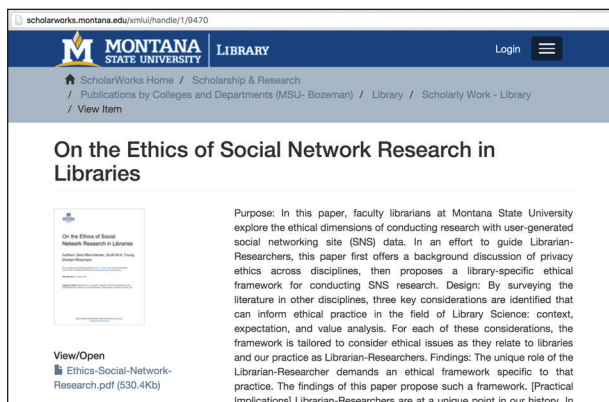 scholarworks.montana.edu/xmlui/handle/1/9470
MONTANA
STATE UNIVERSITY
LIBRARY
Login
ScholarWorks Home / Scholarship & Research
/ Publications by Colleges and Departments (MSU- Bozeman) / Library / Scholarly Work - Library
/ View Item
On the Ethics of Social Network Research in
Libraries
On the Ethics of Social
Network Research in Libraries
View/Open
Ethics-Social-Network-
Research.pdf (530.4Kb)
Purpose: In this paper, faculty librarians at Montana State University
explore the ethical dimensions of conducting research with user-generated
social networking site (SNS) data. In an effort to guide Librarian-
Researchers, this paper first offers a background discussion of privacy
ethics across disciplines, then proposes a library-specific ethical
framework for conducting SNS research. Design: By surveying the
literature in other disciplines, three key considerations are identified that
can inform ethical practice in the field of Library Science: context,
expectation, and value analysis. For each of these considerations, the
framework is tailored to consider ethical issues as they relate to libraries
and our practice as Librarian-Researchers. Findings: The unique role of the
Librarian-Researcher demands an ethical framework specific to that
practice. The findings of this paper propose such a framework. [Practical
Implications] Librarian-Researchers are at a unique point in our history. In